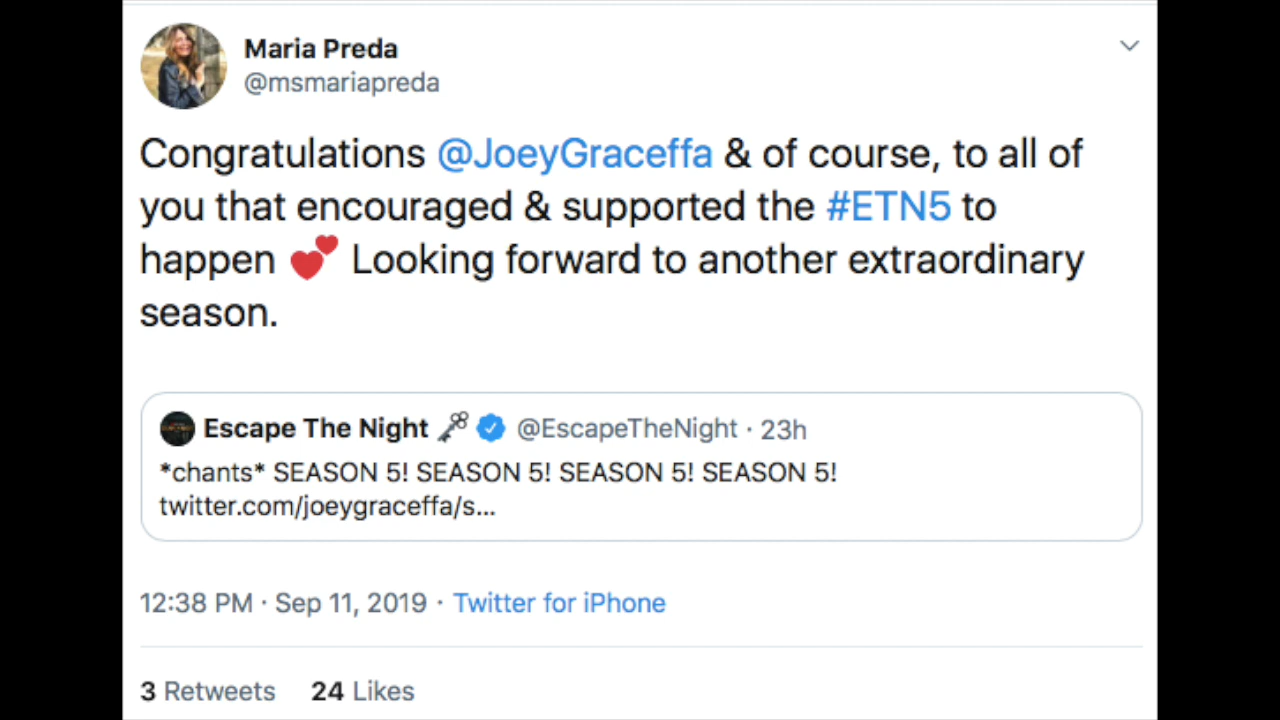 Maria Preda
@msmariapreda
Congratulations @JoeyGraceffa & of course, to all of
you that encouraged & supported the #ETN5 to
happen 💕 Looking forward to another extraordinary
season.
Escape The Night 🗝 @EscapeTheNight · 23h
*chants* SEASON 5! SEASON 5! SEASON 5! SEASON 5!
twitter.com/joeygraceffa/s...
12:38 PM · Sep 11, 2019 · Twitter for iPhone
3 Retweets 24 Likes